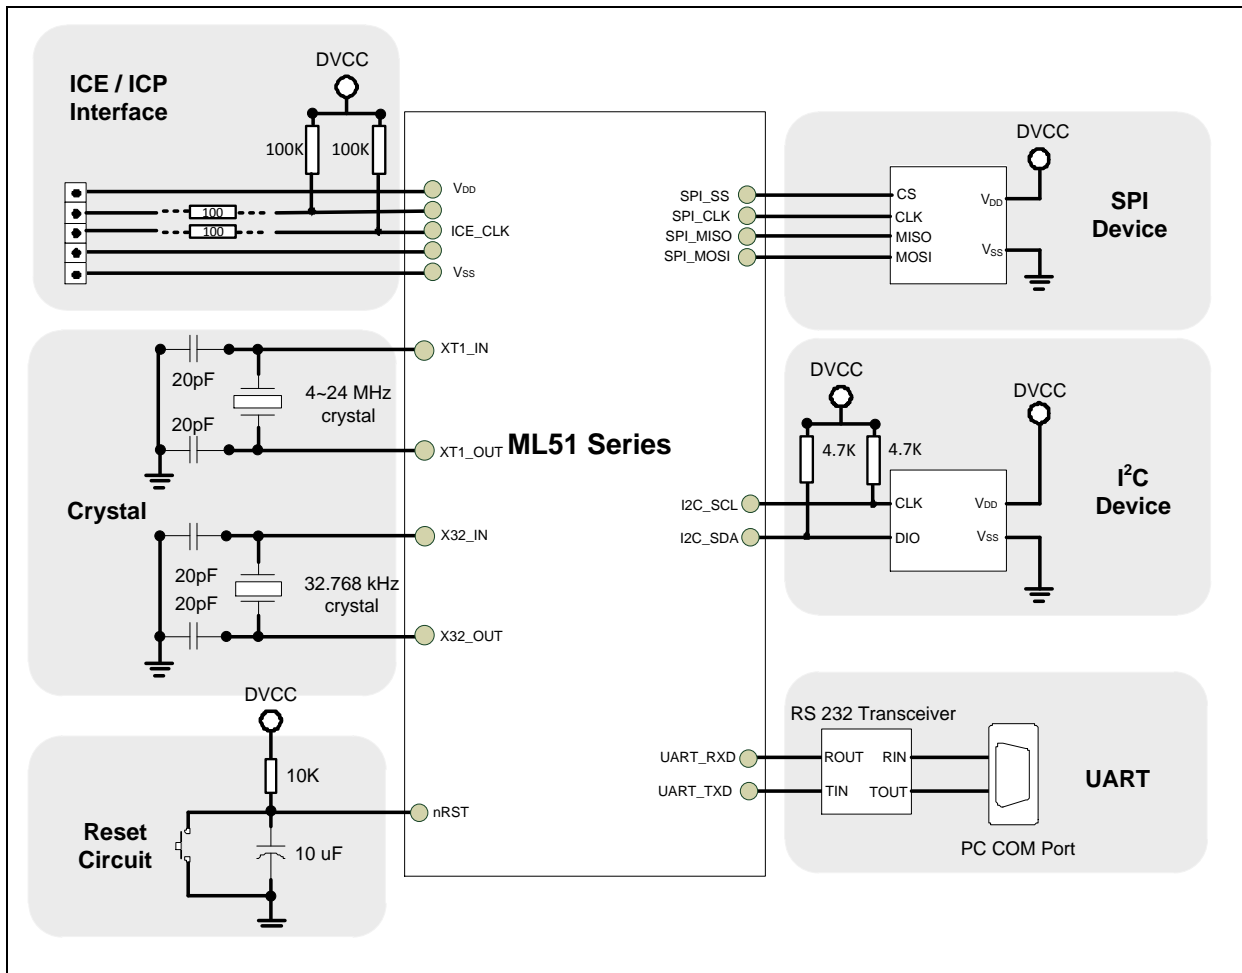 ICE / ICP
Interface
DVCC
100K
100K
VDD
100
100
ICE_CLK
VSS
XT1_IN
20pF
4~24 MHz
crystal
20pF
XT1_OUT
Crystal
X32_IN
20pF
32.768 kHz
crystal
20pF
X32_OUT
DVCC
10K
nRST
Reset
Circuit
10 uF
ML51 Series
DVCC
SPI_SS
CS
VDD
SPI_CLK
CLK
SPI_MISO
MISO
VSS
SPI_MOSI
MOSI
SPI
Device
DVCC
DVCC
4.7K
4.7K
I2C_SCL
CLK
VDD
I2C_SDA
DIO
VSS
I²C
Device
RS 232 Transceiver
UART_RXD
ROUT
RIN
UART_TXD
TIN
TOUT
UART
PC COM Port